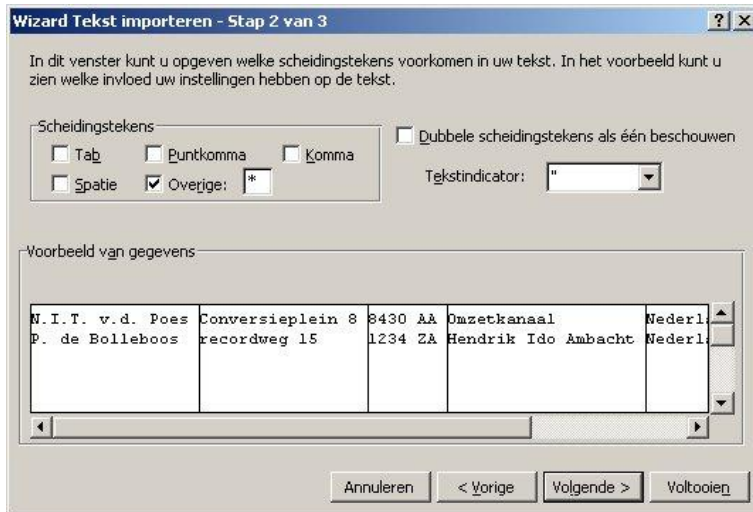 Wizard Tekst importeren - Stap 2 van 3
In dit venster kunt u opgeven welke scheidingstekens voorkomen in uw tekst. In het voorbeeld kunt u
zien welke invloed uw instellingen hebben op de tekst.
Scheidingstekens
Tab Puntkomma Komma
Spatie Overige: *
Dubbele scheidingstekens als één beschouwen
Tekstindicator: "
Voorbeeld van gegevens
N.I.T. v.d. Poes Conversieplein 8 8430 AA Omzetkanaal Nederla
P. de Bolleboos recordweg 15 1234 ZA Hendrik Ido Ambacht Nederla
Annuleren < Vorige Volgende > Voltooien